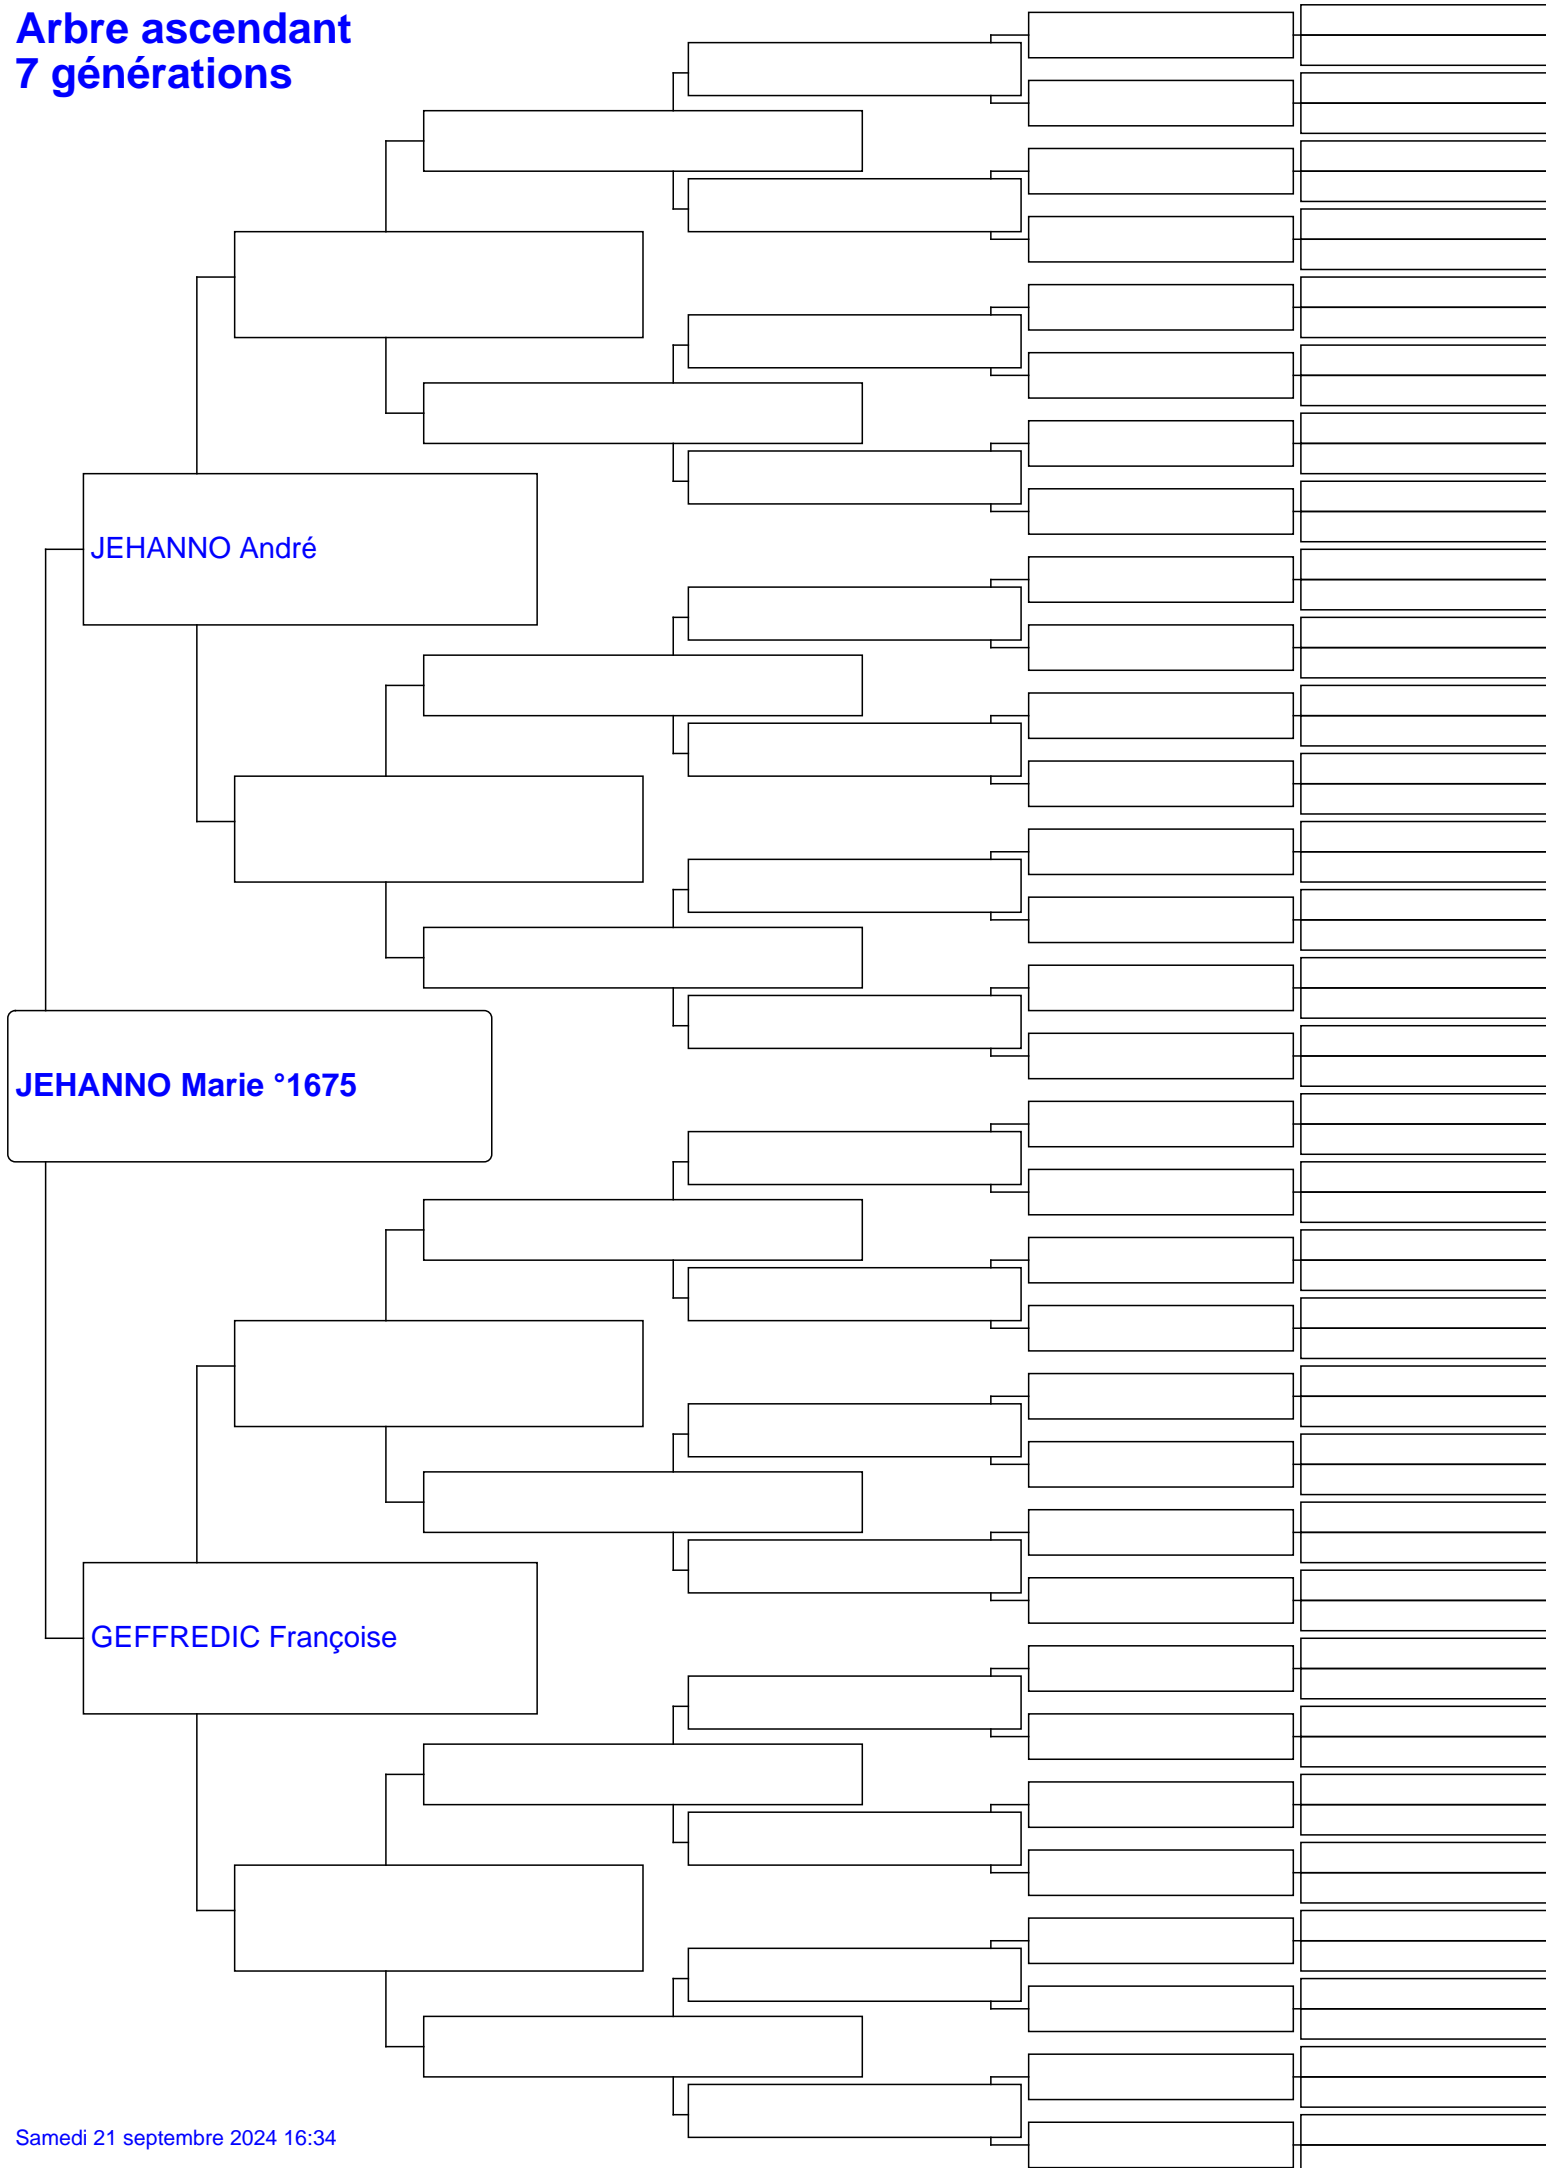 Arbre ascendant
7 générations
JEHANNO André
JEHANNO Marie °1675
GEFFREDIC Françoise
Samedi 21 septembre 2024 16:34